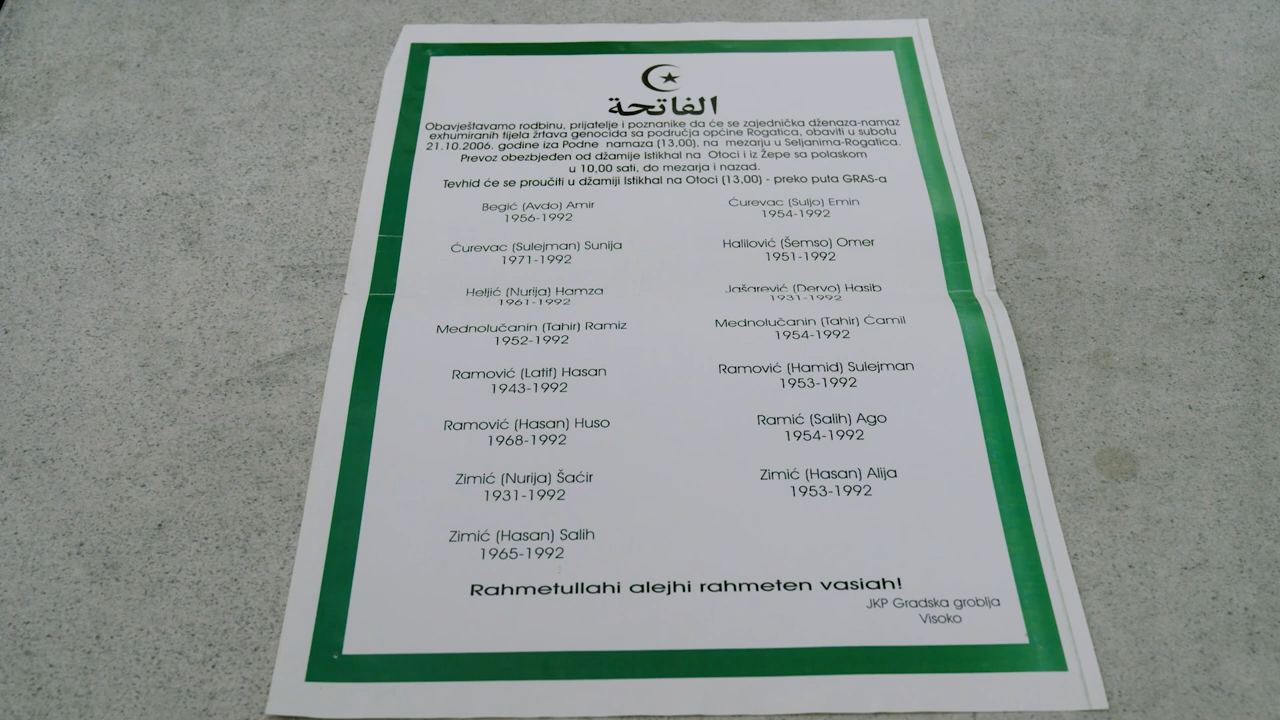 الفاتحة
Obavještavamo rodbinu, prijatelje i poznanike da će se zajednička dženaza-namaz
exhumiranih tijela žrtava genocida sa područja općine Rogatica, obaviti u subotu
21.10.2006. godine iza Podne namaza (13,00), na mezarju u Seljanima-Rogatica.
Prevoz obezbjeđen od džamije Istikhal na Otoci i iz Žepe sa polaskom
u 10,00 sati, do mezarja i nazad.
Tevhid će se proučiti u džamiji Istikhal na Otoci (13,00) - preko puta GRAS-a
Begić (Avdo) Amir
1956-1992
Ćurevac (Suljo) Emin
1954-1992
Ćurevac (Sulejman) Sunija
1971-1992
Halilović (Šemso) Omer
1951-1992
Heljić (Nurija) Hamza
1961-1992
Jašarević (Dervo) Hasib
1931-1992
Mednolučanin (Tahir) Ramiz
1952-1992
Mednolučanin (Tahir) Ćamil
1954-1992
Ramović (Latif) Hasan
1943-1992
Ramović (Hamid) Sulejman
1953-1992
Ramović (Hasan) Huso
1968-1992
Ramić (Salih) Ago
1954-1992
Zimić (Nurija) Šaćir
1931-1992
Zimić (Hasan) Alija
1953-1992
Zimić (Hasan) Salih
1965-1992
Rahmetullahi alejhi rahmeten vasiah!
JKP Gradska groblja
Visoko